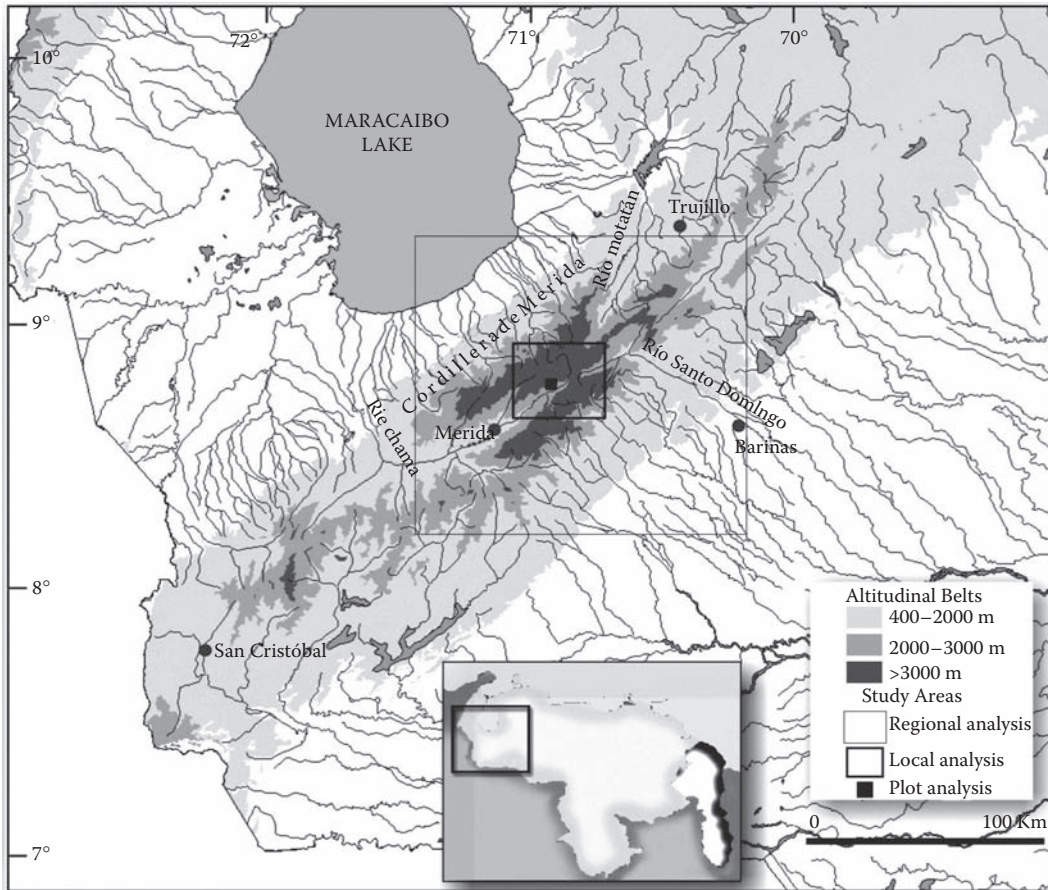 72°
71°
70°
10°
MARACAIBO
LAKE
Trujillo
Río motatán
Cordillera de Merida
9°
Río Santo DomIngo
Rie chama
Merida
Barinas
8°
San Cristóbal
7°
Altitudinal Belts
400–2000 m
2000–3000 m
>3000 m
Study Areas
Regional analysis
Local analysis
Plot analysis
0 100 Km